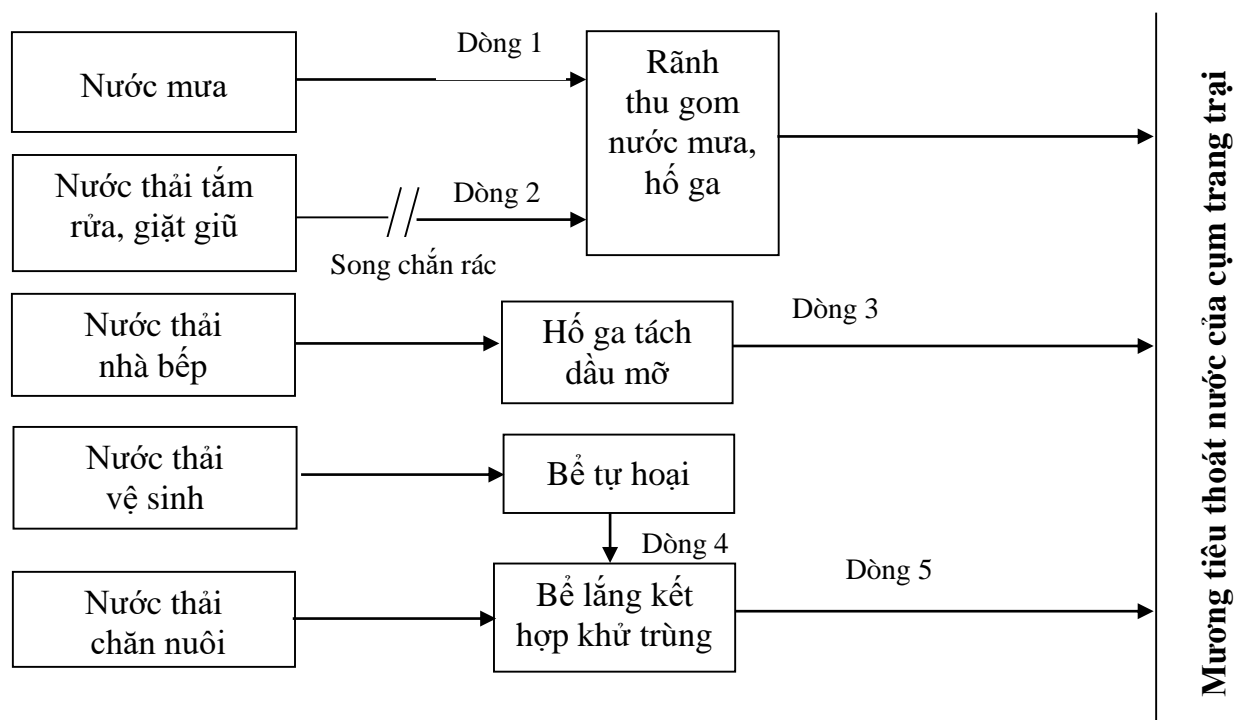 Nước mưa
Dòng 1
Rãnh
thu gom
nước mưa,
hố ga
Nước thải tắm
rửa, giặt giũ
Dòng 2
Song chắn rác
Nước thải
nhà bếp
Hố ga tách
dầu mỡ
Dòng 3
Nước thải
vệ sinh
Bể tự hoại
Dòng 4
Nước thải
chăn nuôi
Bể lắng kết
hợp khử trùng
Dòng 5
Mương tiêu thoát nước của cụm trang trại